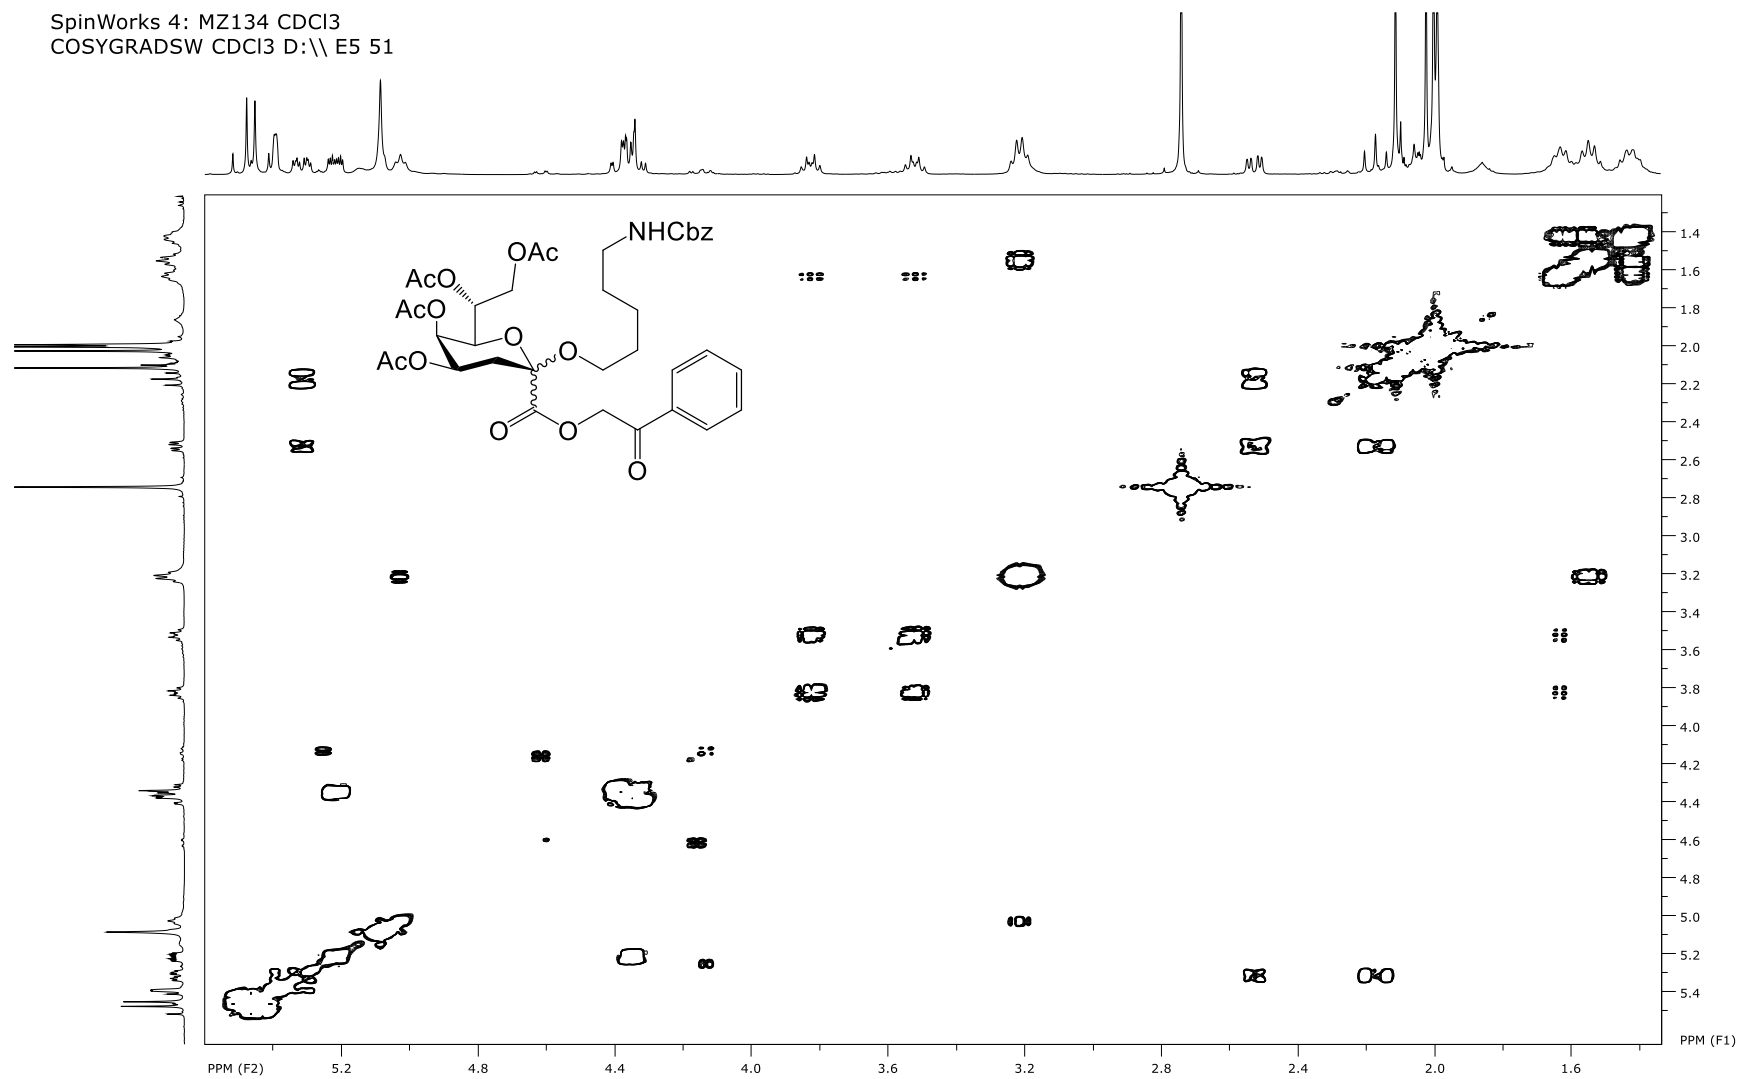 SpinWorks 4: MZ134 CDCl3
COSYGRADSW CDCl3 D:\\ E5 51
NHCbz
OAc
AcO
AcO
O
AcO
O
O
O
O
1.4
1.6
1.8
2.0
2.2
2.4
2.6
2.8
3.0
3.2
3.4
3.6
3.8
4.0
4.2
4.4
4.6
4.8
5.0
5.2
5.4
PPM (F1)
PPM (F2) 5.2 4.8 4.4 4.0 3.6 3.2 2.8 2.4 2.0 1.6